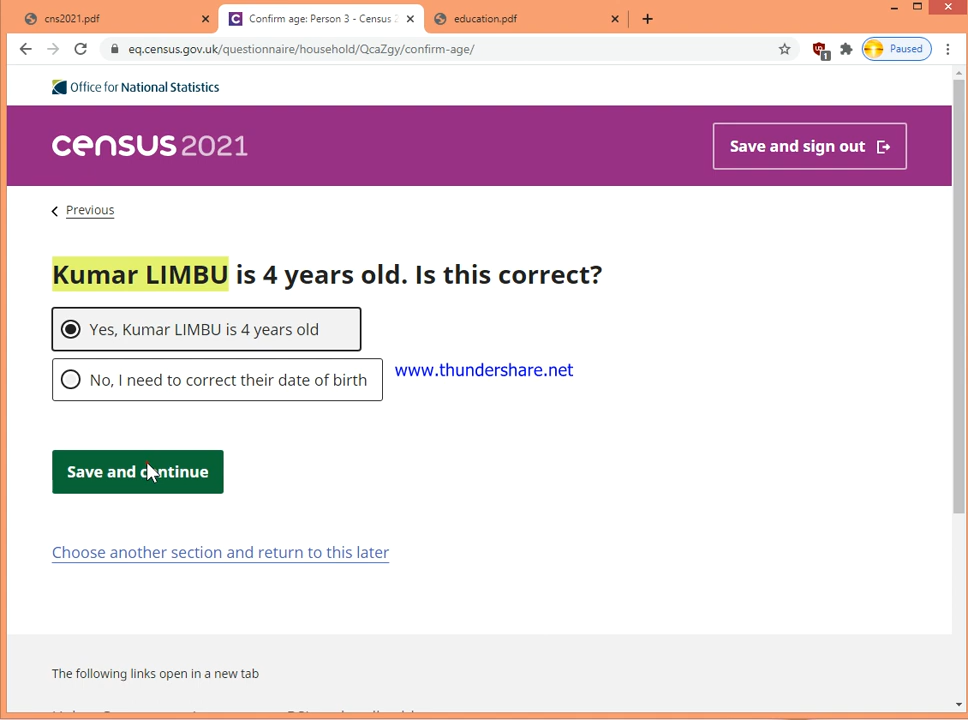 cns2021.pdf
Confirm age: Person 3 - Census 2
education.pdf
eq.census.gov.uk/questionnaire/household/QcaZgy/confirm-age/
1
Paused
Office for National Statistics
census 2021
Save and sign out
Previous
Kumar LIMBU is 4 years old. Is this correct?
Yes, Kumar LIMBU is 4 years old
No, I need to correct their date of birth
www.thundershare.net
Save and continue
Choose another section and return to this later
The following links open in a new tab